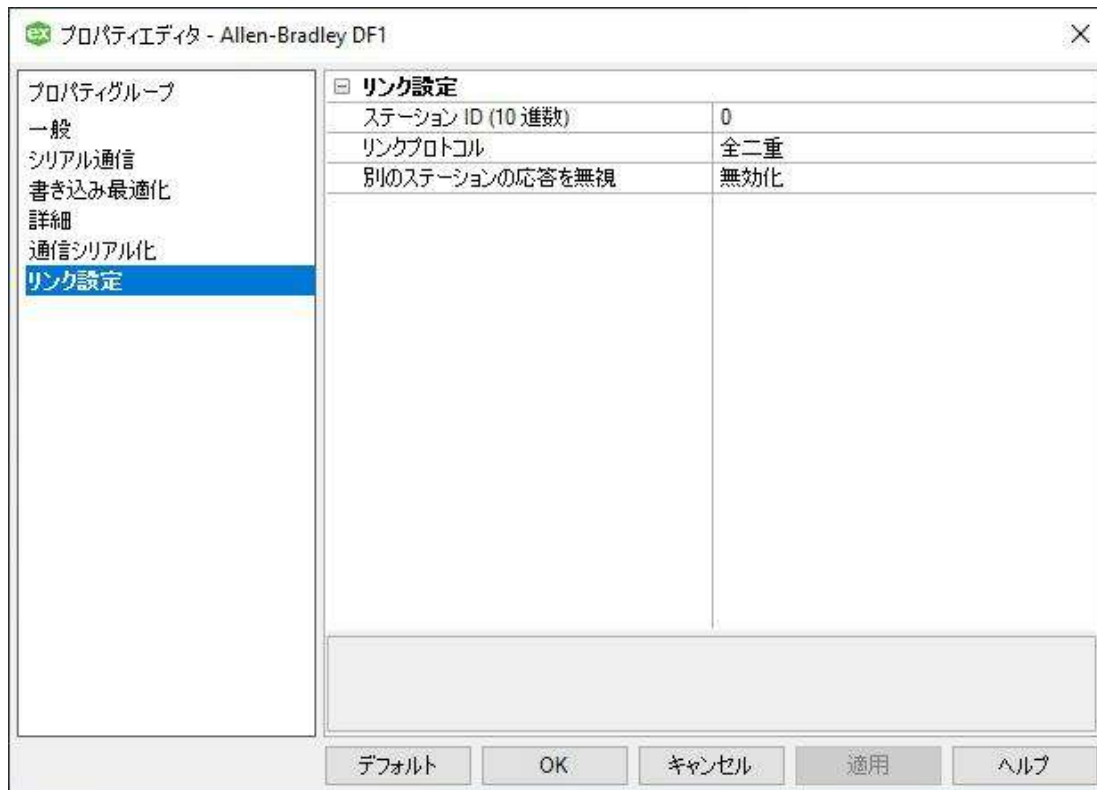 プロパティエディタ - Allen-Bradley DF1
プロパティグループ
一般
シリアル通信
書き込み最適化
詳細
通信シリアル化
リンク設定
リンク設定
ステーション ID (10 進数) 0
リンクプロトコル 全二重
別のステーションの応答を無視 無効化
デフォルト OK キャンセル 適用 ヘルプ